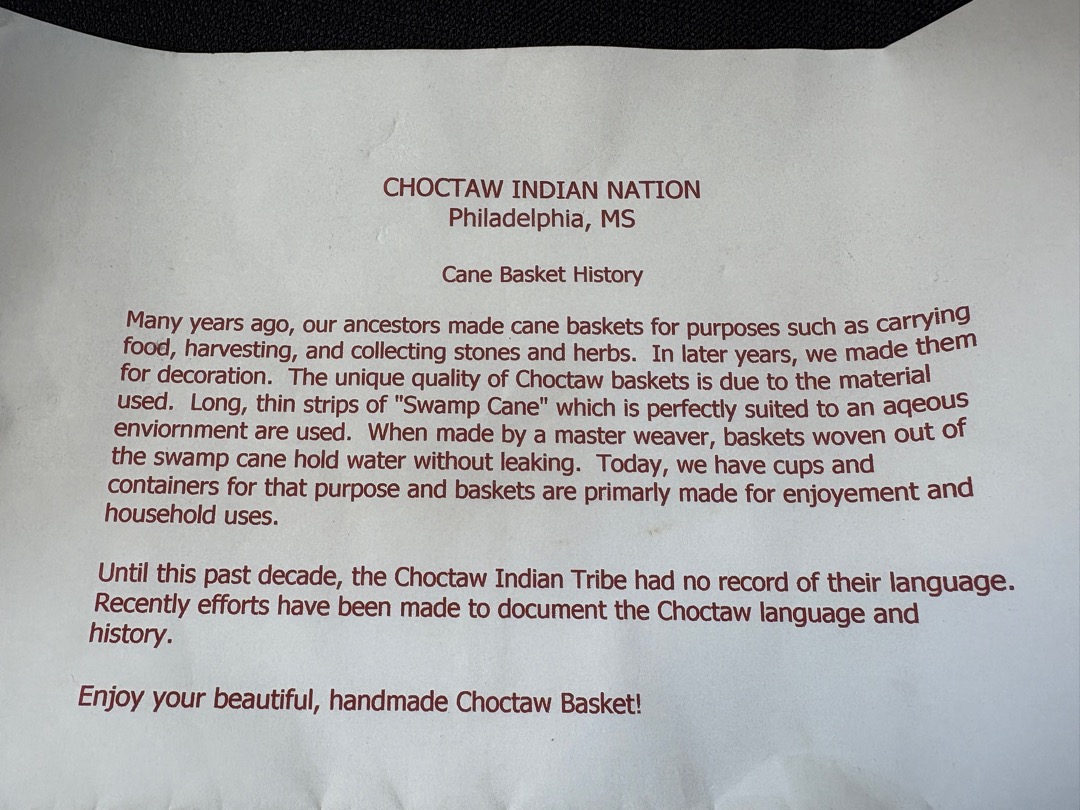 CHOCTAW INDIAN NATION
Philadelphia, MS
Cane Basket History
Many years ago, our ancestors made cane baskets for purposes such as carrying
food, harvesting, and collecting stones and herbs.  In later years, we made them
for decoration.  The unique quality of Choctaw baskets is due to the material
used.  Long, thin strips of "Swamp Cane" which is perfectly suited to an aqeous
enviornment are used.  When made by a master weaver, baskets woven out of
the swamp cane hold water without leaking.  Today, we have cups and
containers for that purpose and baskets are primarly made for enjoyement and
household uses.
Until this past decade, the Choctaw Indian Tribe had no record of their language.
Recently efforts have been made to document the Choctaw language and
history.
Enjoy your beautiful, handmade Choctaw Basket!